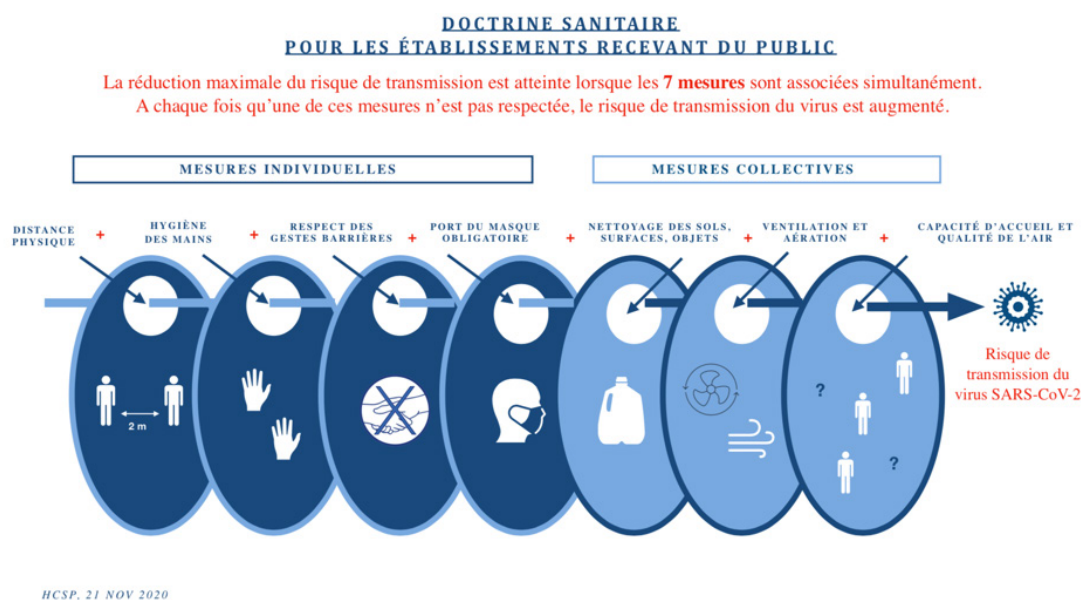 DOCTRINE SANITAIRE
POUR LES ÉTABLISSEMENTS RECEVANT DU PUBLIC
La réduction maximale du risque de transmission est atteinte lorsque les 7 mesures sont associées simultanément.
A chaque fois qu'une de ces mesures n'est pas respectée, le risque de transmission du virus est augmenté.
MESURES INDIVIDUELLES
MESURES COLLECTIVES
DISTANCE
PHYSIQUE
+
HYGIÈNE
DES MAINS
+
RESPECT DES
GESTES BARRIÈRES
+
PORT DU MASQUE
OBLIGATOIRE
+
NETTOYAGE DES SOLS,
SURFACES, OBJETS
+
VENTILATION ET
AÉRATION
+
CAPACITÉ D'ACCUEIL ET
QUALITÉ DE L'AIR
2 m
?
?
Risque de
transmission du
virus SARS-CoV-2
HCSP, 21 NOV 2020